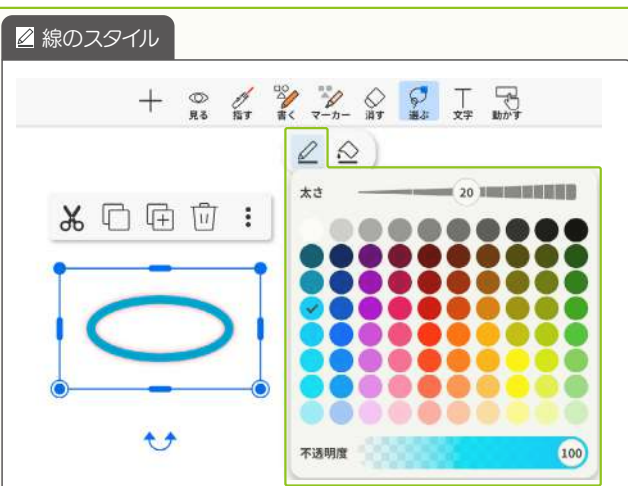 線のスタイル
見る 指す 書く マーカー 消す 選ぶ 文字 動かす
太さ 20
不透明度 100